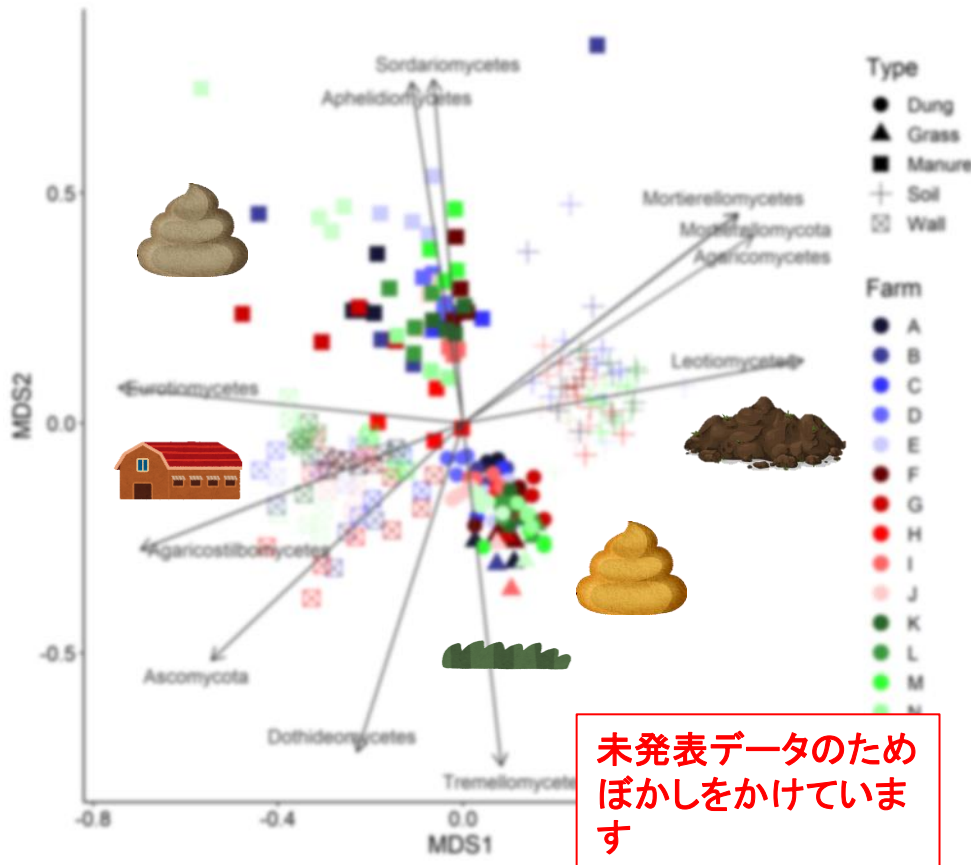 Sordariomycetes
Aphelidiomycetes
Type
Dung
Grass
Manure
Soil
Wall
0.5
Mortierellomycetes
Mortierellomycota
Agaricomycetes
Farm
A
B
C
D
E
F
G
H
I
J
K
L
M
N
Leotiomycetes
Eurotiomycetes
MDS2
0.0
Agaricostilbomycetes
-0.5
Ascomycota
Dothideomycetes
Tremellomycete
未発表データのため
ぼかしをかけていま
す
-0.8
-0.4
0.0
MDS1